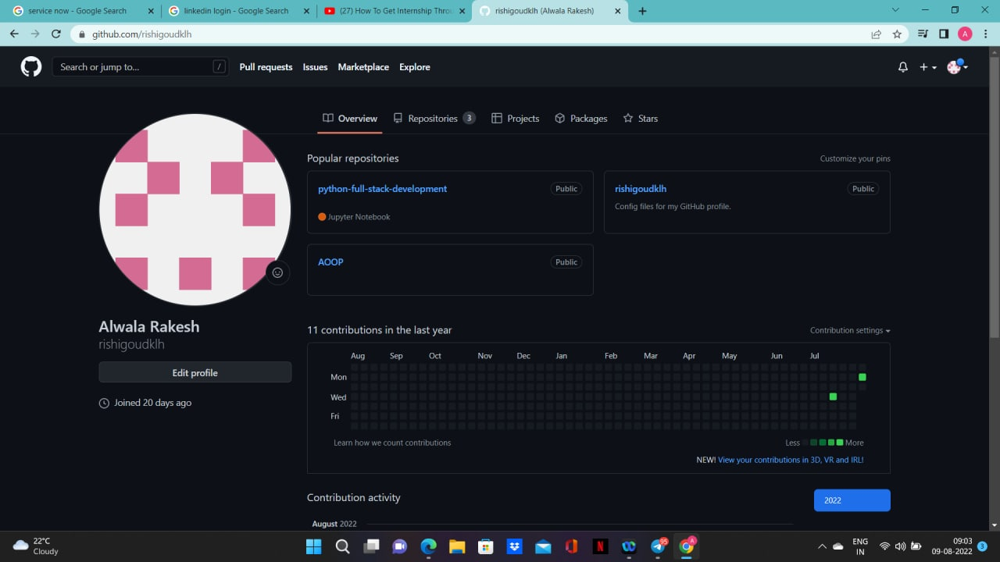 service now - Google Search
linkedin login - Google Search
(27) How To Get Internship Throu
rishigoudklh (Alwala Rakesh)
github.com/rishigoudklh
A
Search or jump to...
/
Pull requests
Issues
Marketplace
Explore
Overview
Repositories 3
Projects
Packages
Stars
Popular repositories
Customize your pins
python-full-stack-development
Public
Jupyter Notebook
rishigoudklh
Public
Config files for my GitHub profile.
AOOP
Public
Alwala Rakesh
rishigoudklh
Edit profile
Joined 20 days ago
11 contributions in the last year
Contribution settings
Aug Sep Oct Nov Dec Jan Feb Mar Apr May Jun Jul
Mon
Wed
Fri
Learn how we count contributions
Less More
NEW! View your contributions in 3D, VR and IRL!
Contribution activity
2022
August 2022
22°C
Cloudy
95
A
ENG
IN
09:03
09-08-2022
3